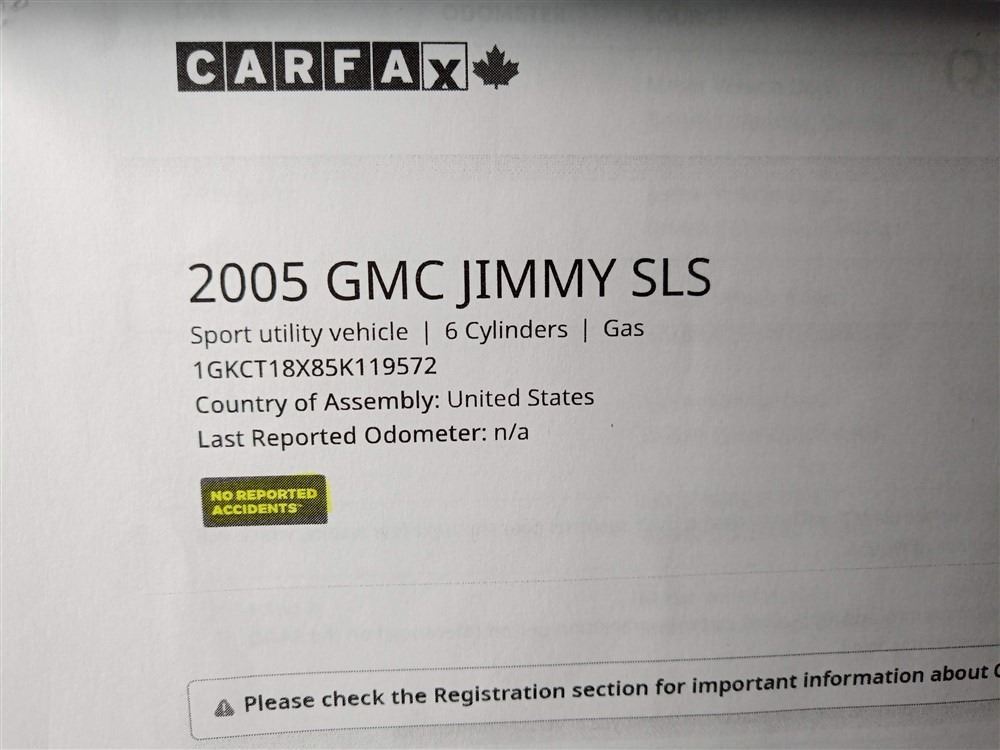 CARFAX
2005 GMC JIMMY SLS
Sport utility vehicle | 6 Cylinders | Gas
1GKCT18X85K119572
Country of Assembly: United States
Last Reported Odometer: n/a
NO REPORTED
ACCIDENTS™
Please check the Registration section for important information about